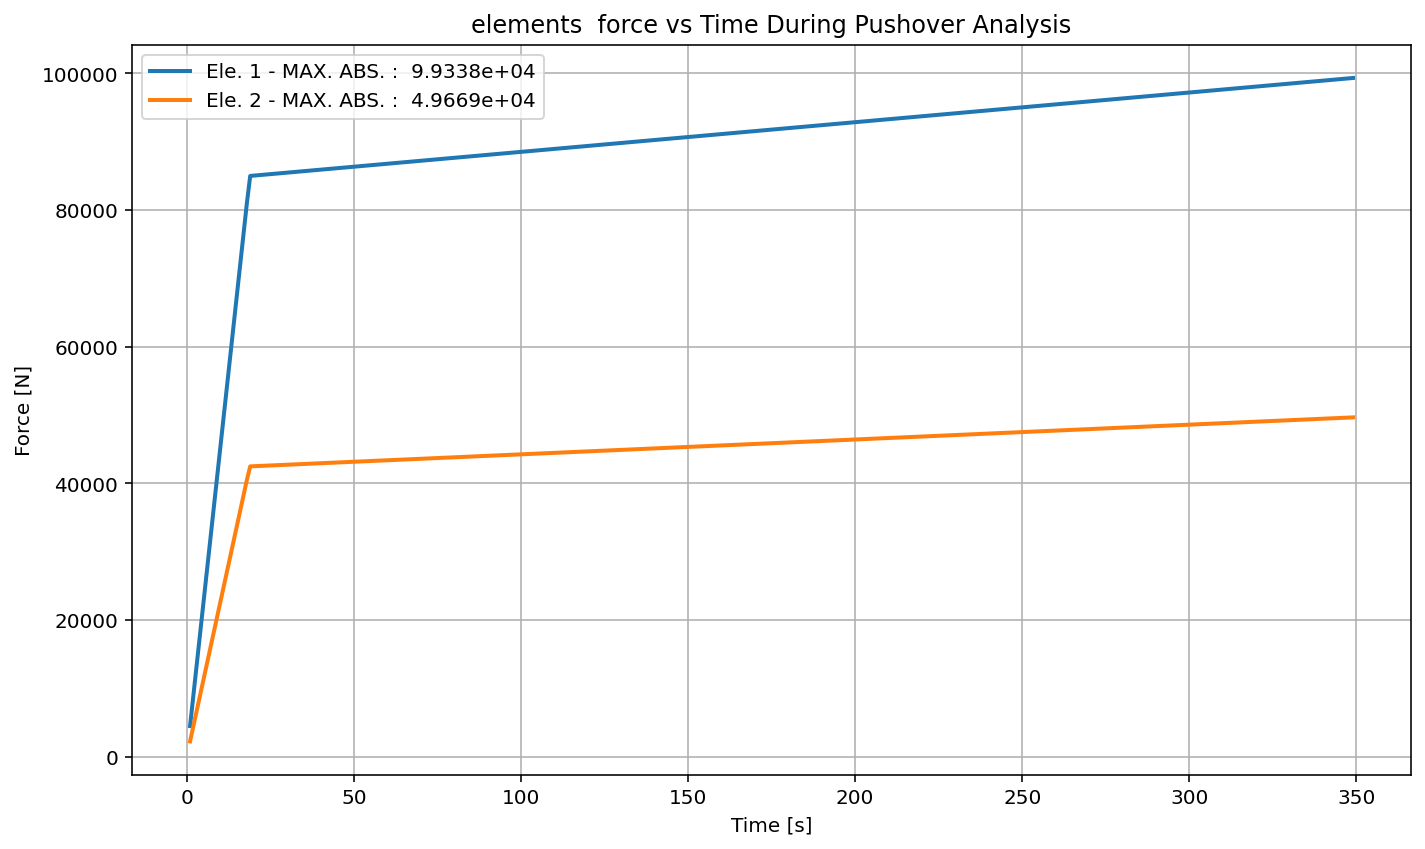 elements  force vs Time During Pushover Analysis
Ele. 1 - MAX. ABS. :  9.9338e+04
Ele. 2 - MAX. ABS. :  4.9669e+04
100000
80000
60000
40000
20000
0
Force [N]
0 50 100 150 200 250 300 350
Time [s]